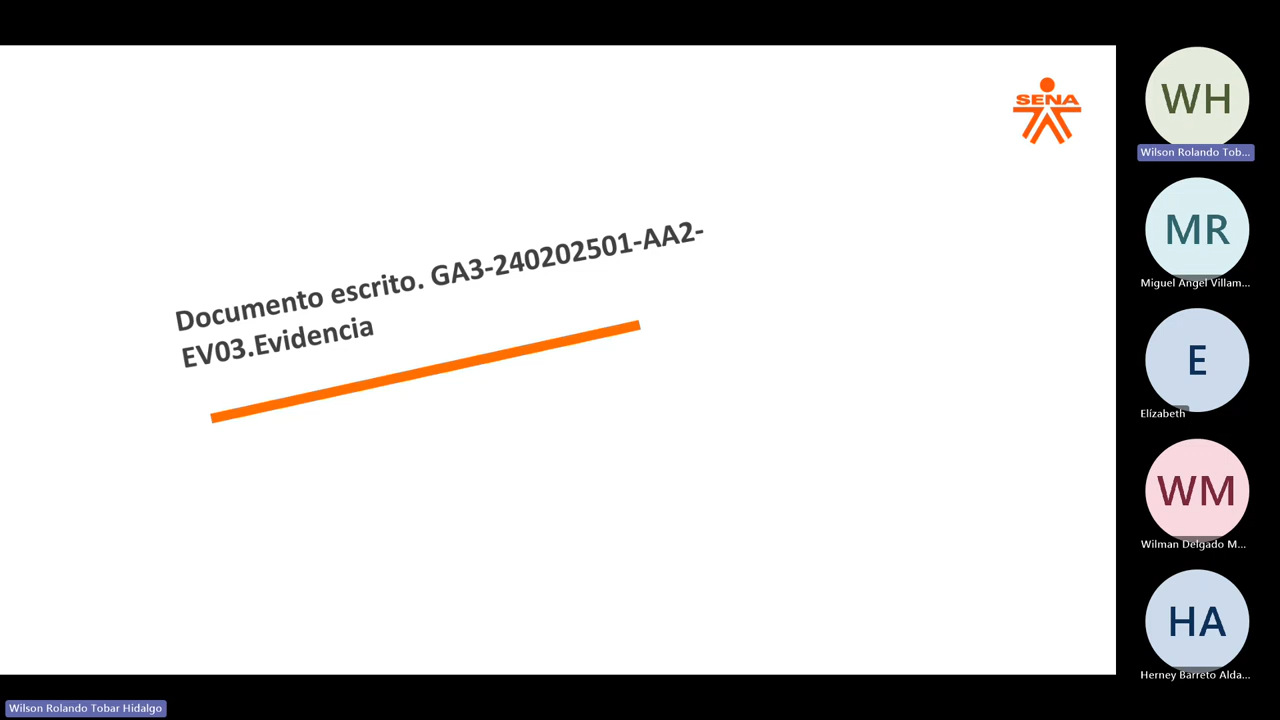 SENA
Documento escrito. GA3-240202501-AA2-
EV03.Evidencia
WH
Wilson Rolando Tob...
MR
Miguel Angel Villam...
E
Elízabeth
WM
Wilman Delgado M...
HA
Herney Barreto Alda...
Wilson Rolando Tobar Hidalgo